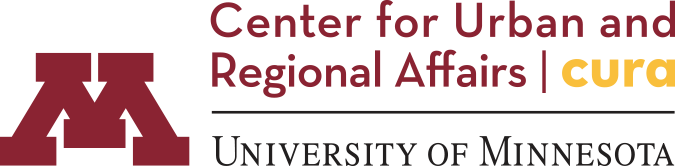 Center for Urban and
Regional Affairs | cura
UNIVERSITY OF MINNESOTA